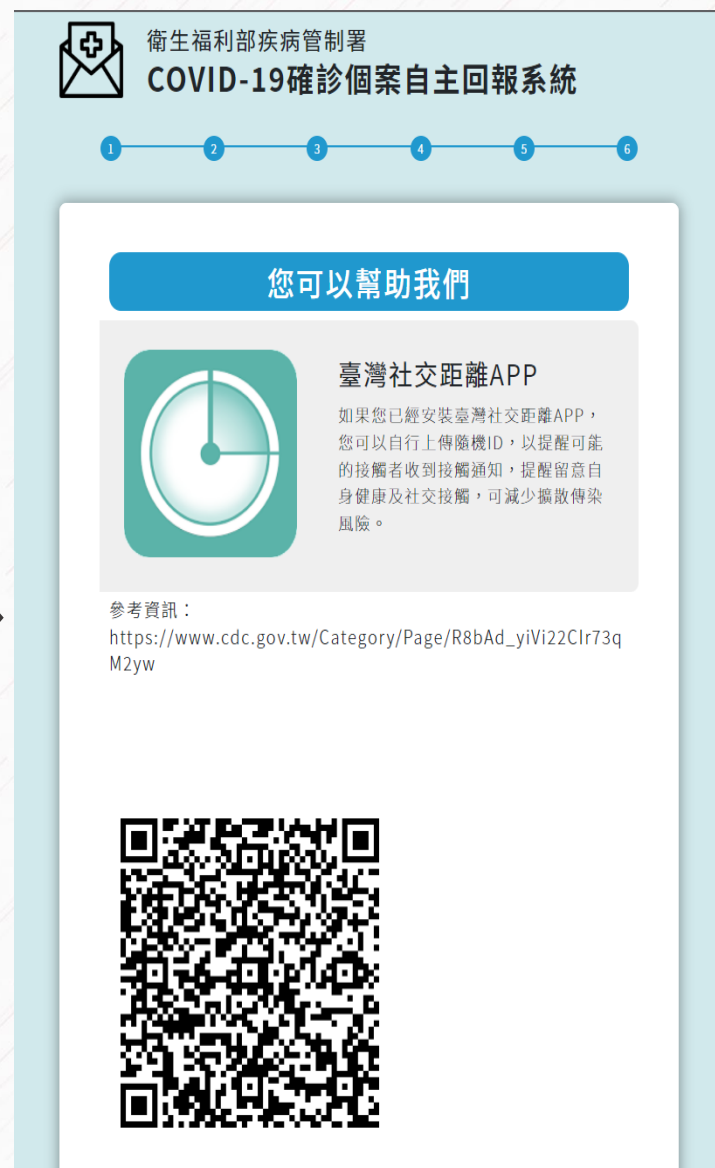 衛生福利部疾病管制署
COVID-19確診個案自主回報系統
1 2 3 4 5 6
您可以幫助我們
臺灣社交距離APP
如果您已經安裝臺灣社交距離APP，
您可以自行上傳隨機ID，以提醒可能
的接觸者收到接觸通知，提醒留意自
身健康及社交接觸，可減少擴散傳染
風險。
參考資訊：
https://www.cdc.gov.tw/Category/Page/R8bAd_yiVi22CIr73q
M2yw